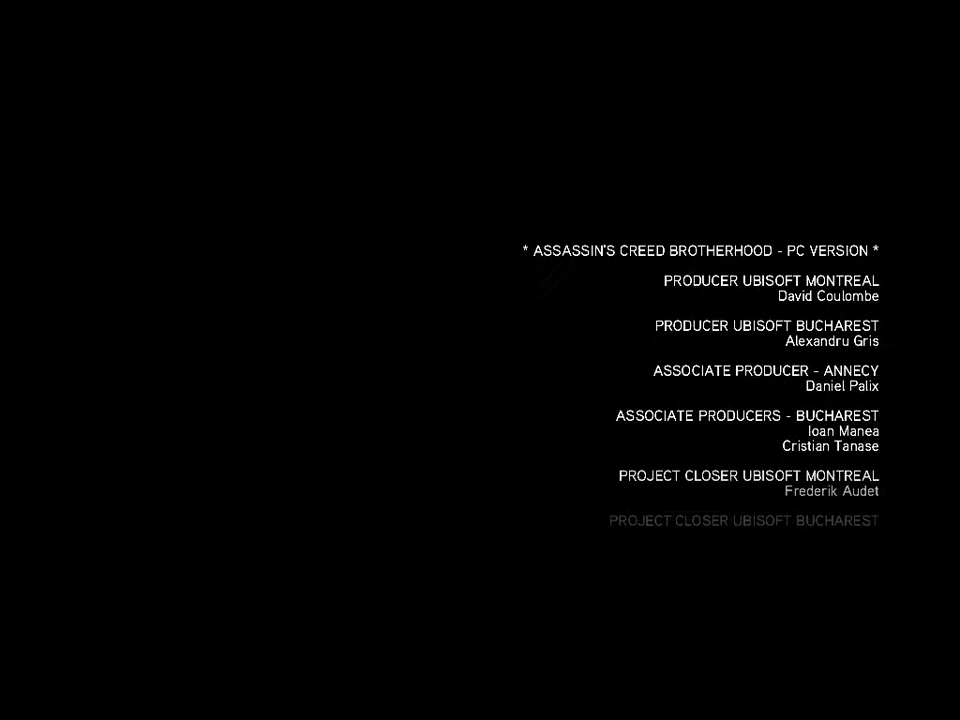 * ASSASSIN'S CREED BROTHERHOOD - PC VERSION *
PRODUCER UBISOFT MONTREAL
David Coulombe
PRODUCER UBISOFT BUCHAREST
Alexandru Gris
ASSOCIATE PRODUCER - ANNECY
Daniel Palix
ASSOCIATE PRODUCERS - BUCHAREST
Ioan Manea
Cristian Tanase
PROJECT CLOSER UBISOFT MONTREAL
Frederik Audet
PROJECT CLOSER UBISOFT BUCHAREST